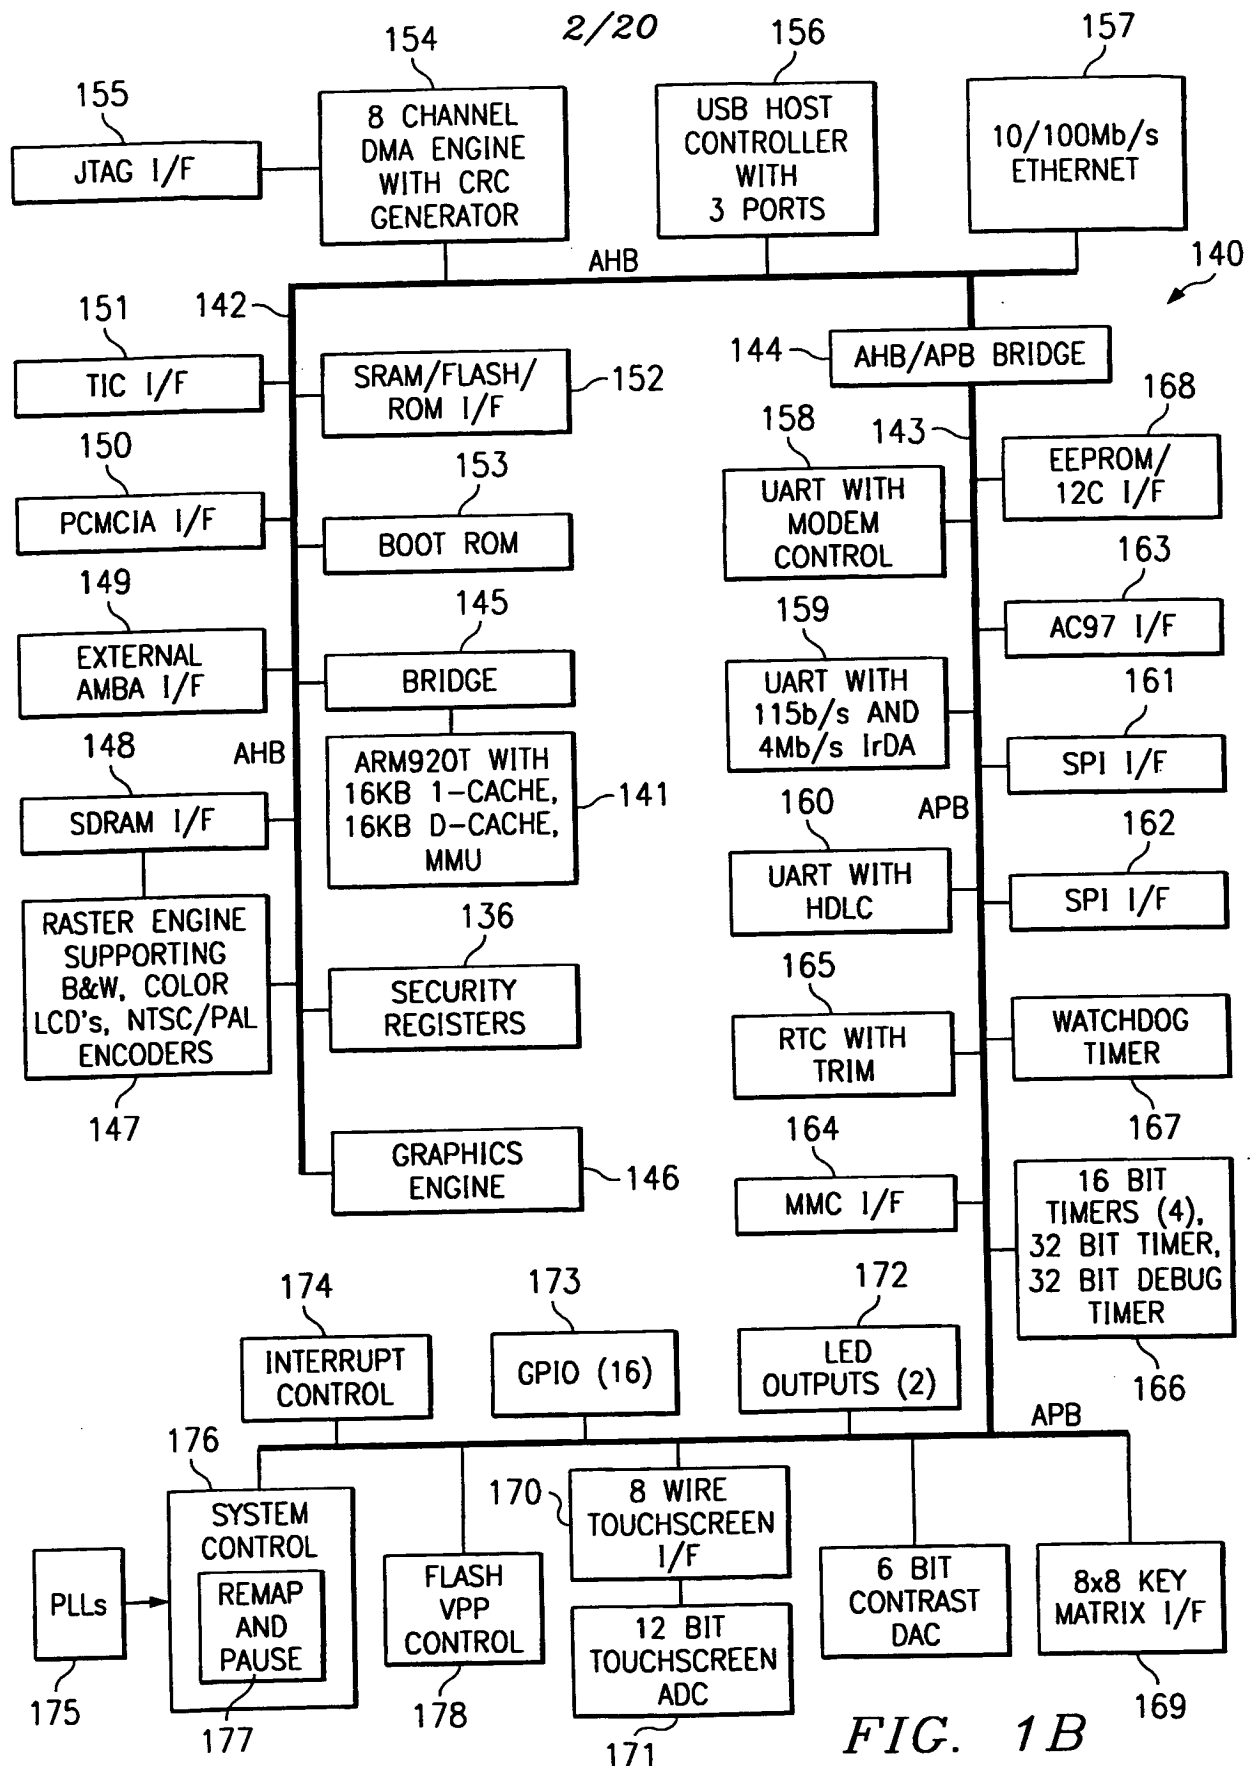 2/20
154
156
157
155
8 CHANNEL
DMA ENGINE
WITH CRC
GENERATOR
USB HOST
CONTROLLER
WITH
3 PORTS
10/100Mb/s
ETHERNET
JTAG I/F
AHB
140
142
151
TIC I/F
SRAM/FLASH/
ROM I/F
152
144
AHB/APB BRIDGE
150
PCMCIA I/F
153
BOOT ROM
158
UART WITH
MODEM
CONTROL
143
168
EEPROM/
12C I/F
149
EXTERNAL
AMBA I/F
145
BRIDGE
159
UART WITH
115b/s AND
4Mb/s IrDA
163
AC97 I/F
AHB
148
SDRAM I/F
ARM920T WITH
16KB 1-CACHE,
16KB D-CACHE,
MMU
141
160
UART WITH
HDLC
APB
161
SPI I/F
162
SPI I/F
RASTER ENGINE
SUPPORTING
B&W, COLOR
LCD's, NTSC/PAL
ENCODERS
147
136
SECURITY
REGISTERS
165
RTC WITH
TRIM
WATCHDOG
TIMER
167
GRAPHICS
ENGINE
146
164
MMC I/F
16 BIT
TIMERS (4),
32 BIT TIMER,
32 BIT DEBUG
TIMER
166
174
INTERRUPT
CONTROL
173
GPIO (16)
172
LED
OUTPUTS (2)
APB
176
SYSTEM
CONTROL
REMAP
AND
PAUSE
177
PLLs
175
FLASH
VPP
CONTROL
178
170
8 WIRE
TOUCHSCREEN
I/F
12 BIT
TOUCHSCREEN
ADC
171
6 BIT
CONTRAST
DAC
8x8 KEY
MATRIX I/F
169
FIG. 1B